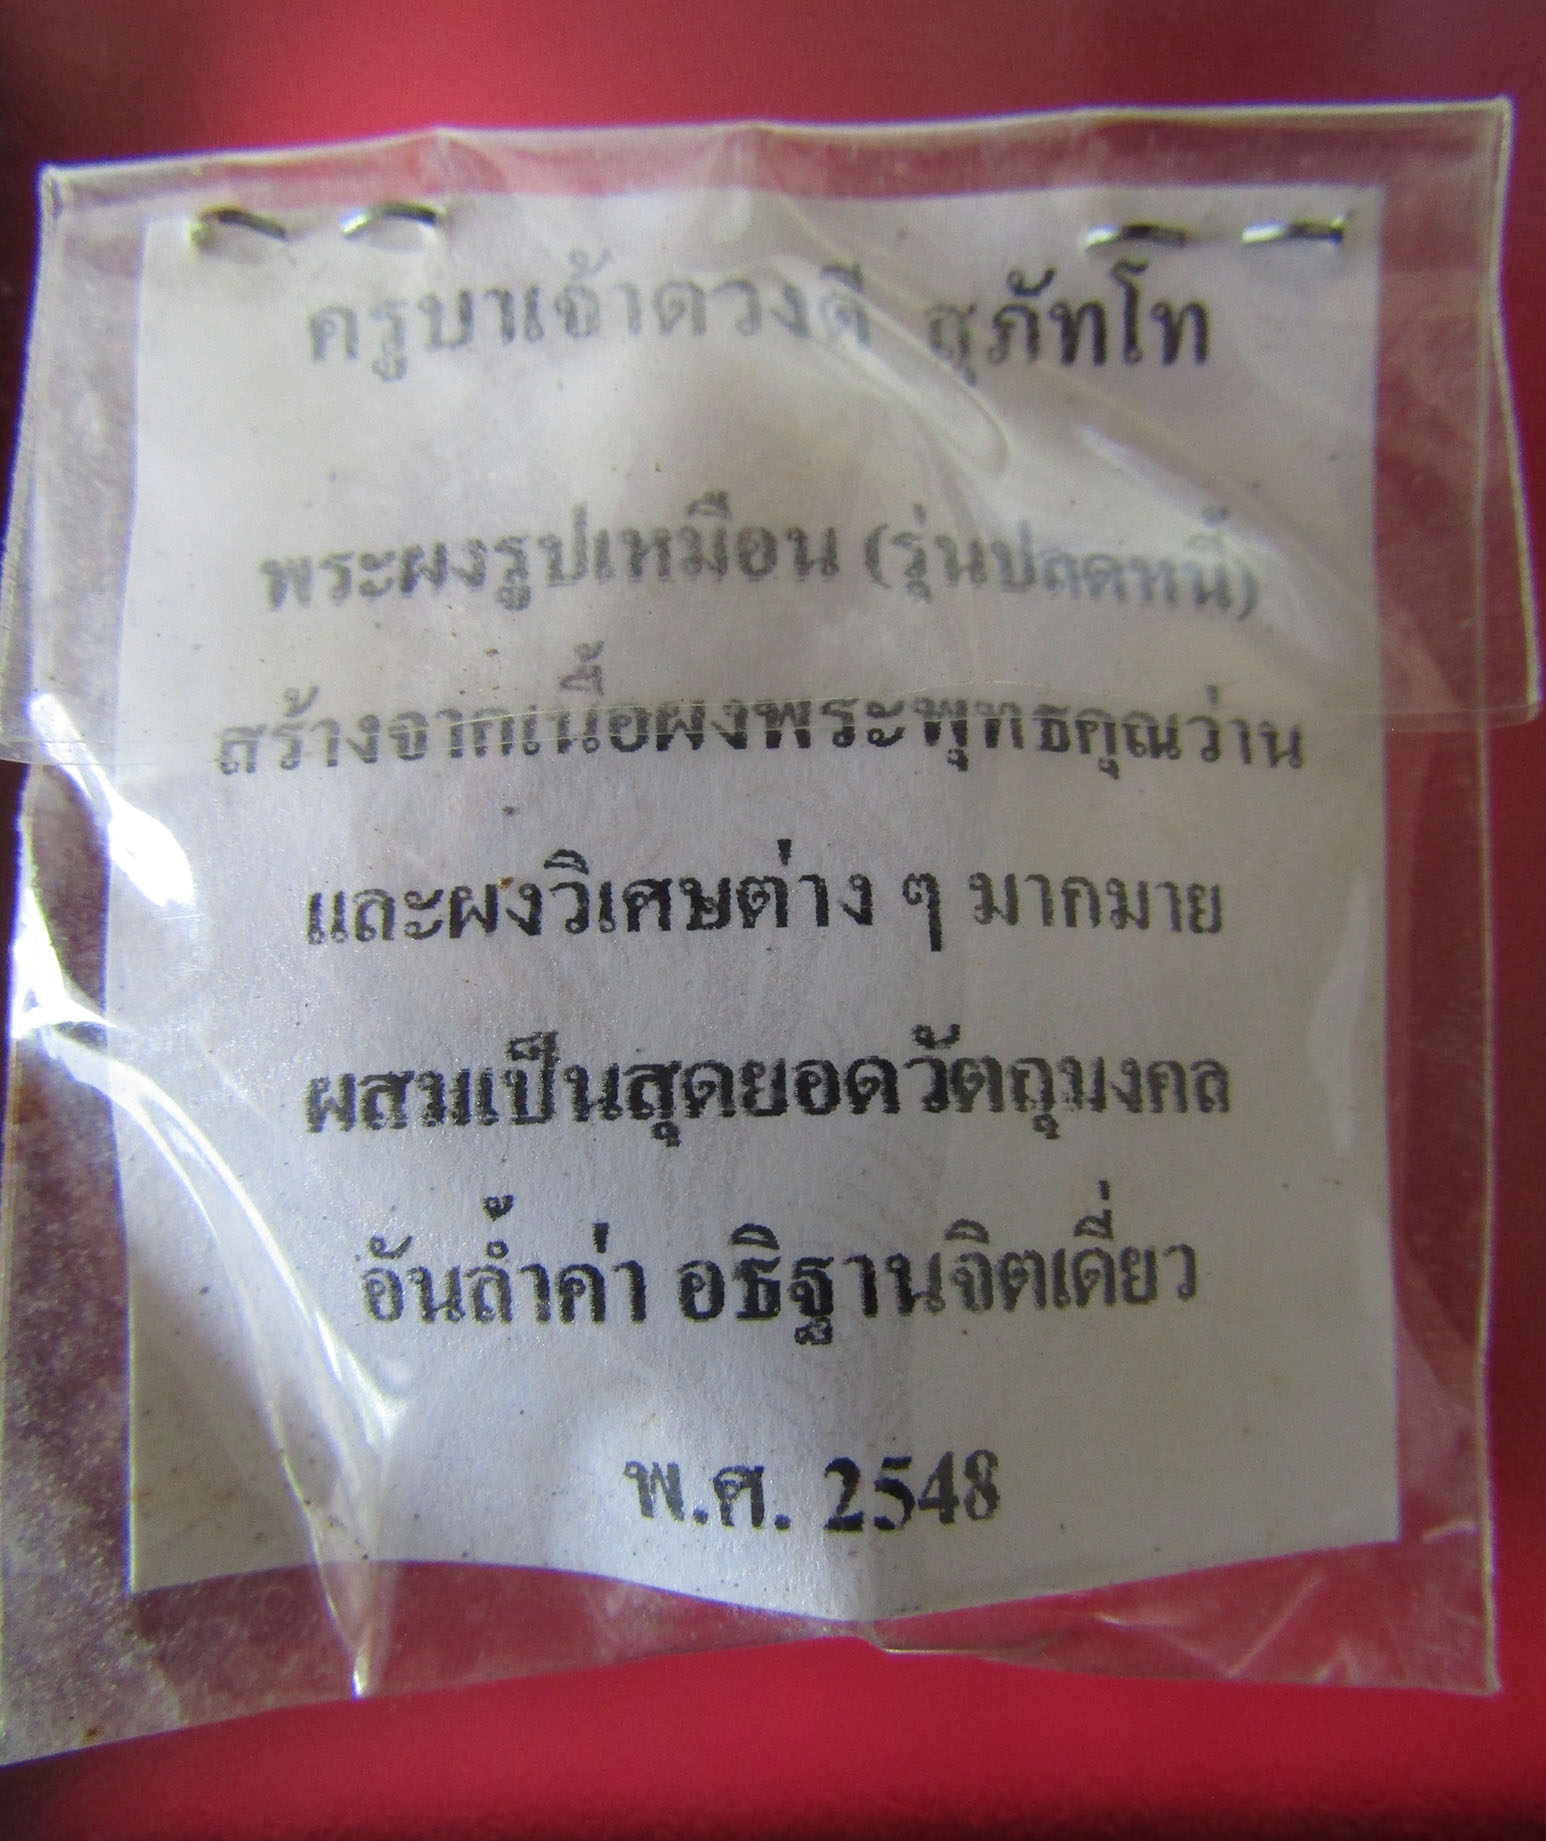 ครูบาเจ้าดวงดี สุภัทโท
พระผงรูปเหมือน (รุ่นปลดหนี้)
สร้างจากเนื้อผงพระพุทธคุณว่าน
และผงวิเศษต่าง ๆ มากมาย
ผสมเป็นสุดยอดวัตถุมงคล
อันล้ำค่า อธิฐานจิตเดี่ยว
พ.ศ. 2548